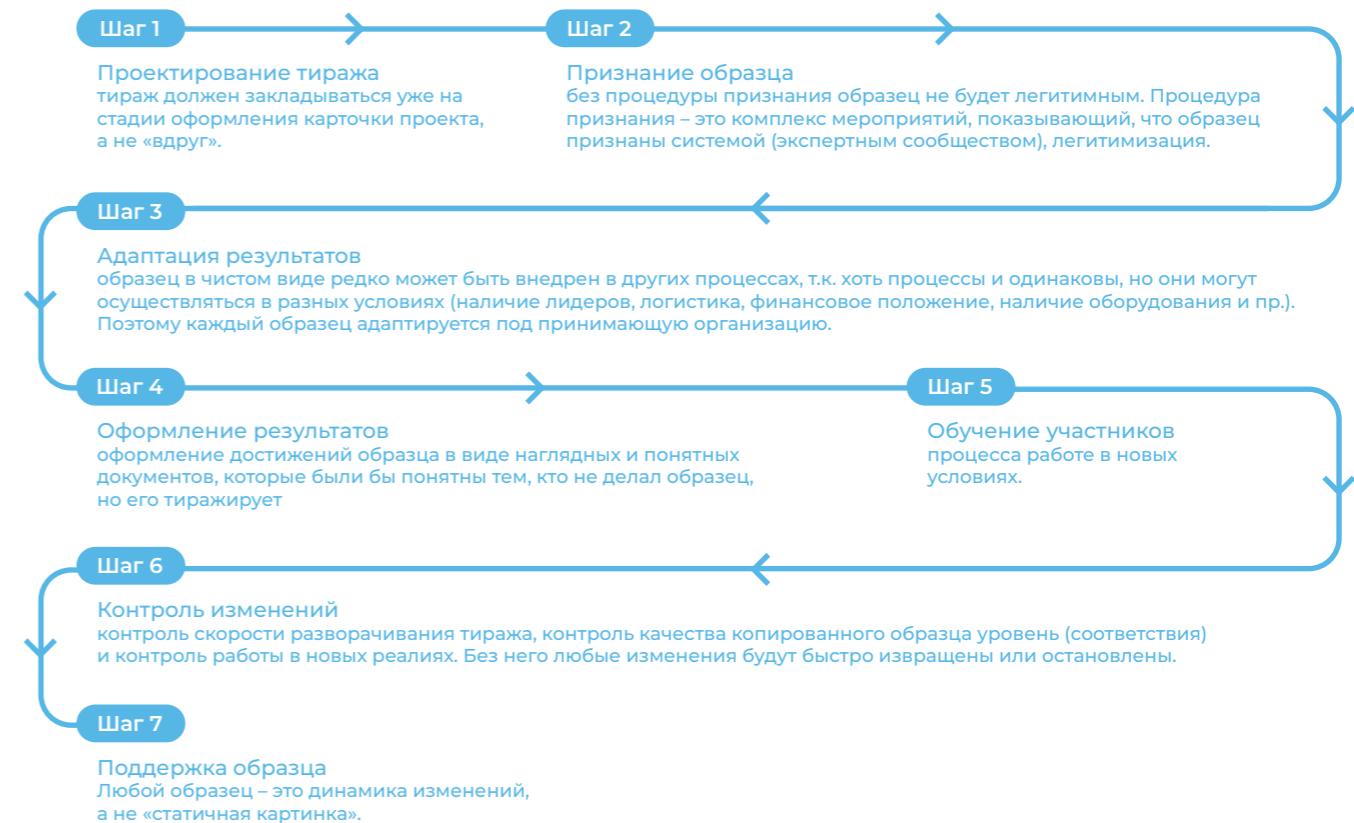 Шаг 1
Шаг 2
Проектирование тиража
тираж должен закладываться уже на
стадии оформления карточки проекта,
а не «вдруг».
Признание образца
без процедуры признания образец не будет легитимным. Процедура
признания – это комплекс мероприятий, показывающий, что образец
признаны системой (экспертным сообществом), легитимизация.
Шаг 3
Адаптация результатов
образец в чистом виде редко может быть внедрен в других процессах, т.к. хоть процессы и одинаковы, но они могут
осуществляться в разных условиях (наличие лидеров, логистика, финансовое положение, наличие оборудования и пр.).
Поэтому каждый образец адаптируется под принимающую организацию.
Шаг 4
Шаг 5
Оформление результатов
оформление достижений образца в виде наглядных и понятных
документов, которые были бы понятны тем, кто не делал образец,
но его тиражирует
Обучение участников
процесса работе в новых
условиях.
Шаг 6
Контроль изменений
контроль скорости разворачивания тиража, контроль качества копированного образца уровень (соответствия)
и контроль работы в новых реалиях. Без него любые изменения будут быстро извращены или остановлены.
Шаг 7
Поддержка образца
Любой образец – это динамика изменений,
а не «статичная картинка».